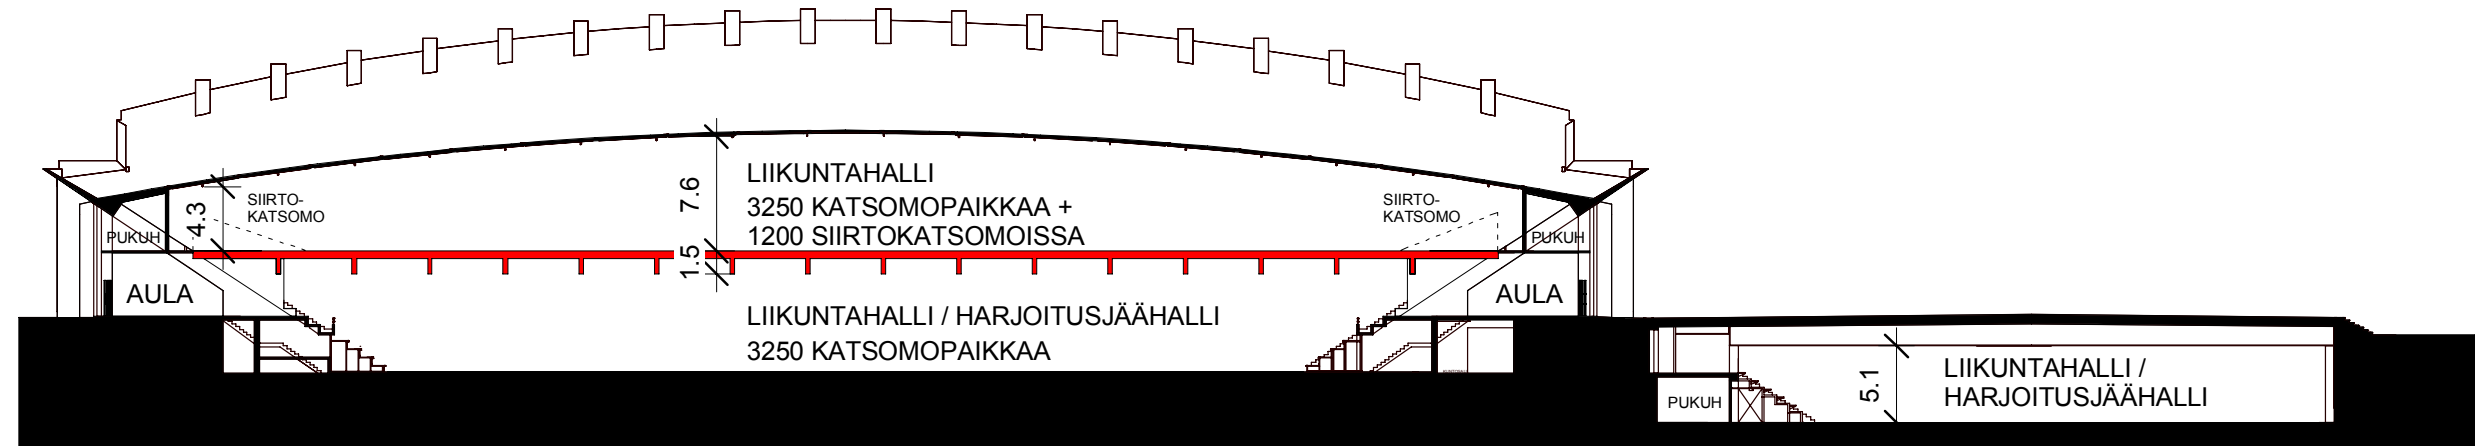 LIIKUNTAHALLI
3250 KATSOMOPAIKKAA +
1200 SIIRTOKATSOMOISSA
7.6
1.5
4.3
SIIRTO-
KATSOMO
SIIRTO-
KATSOMO
PUKUH
PUKUH
AULA
AULA
LIIKUNTAHALLI / HARJOITUSJÄÄHALLI
3250 KATSOMOPAIKKAA
5.1
LIIKUNTAHALLI /
HARJOITUSJÄÄHALLI
PUKUH